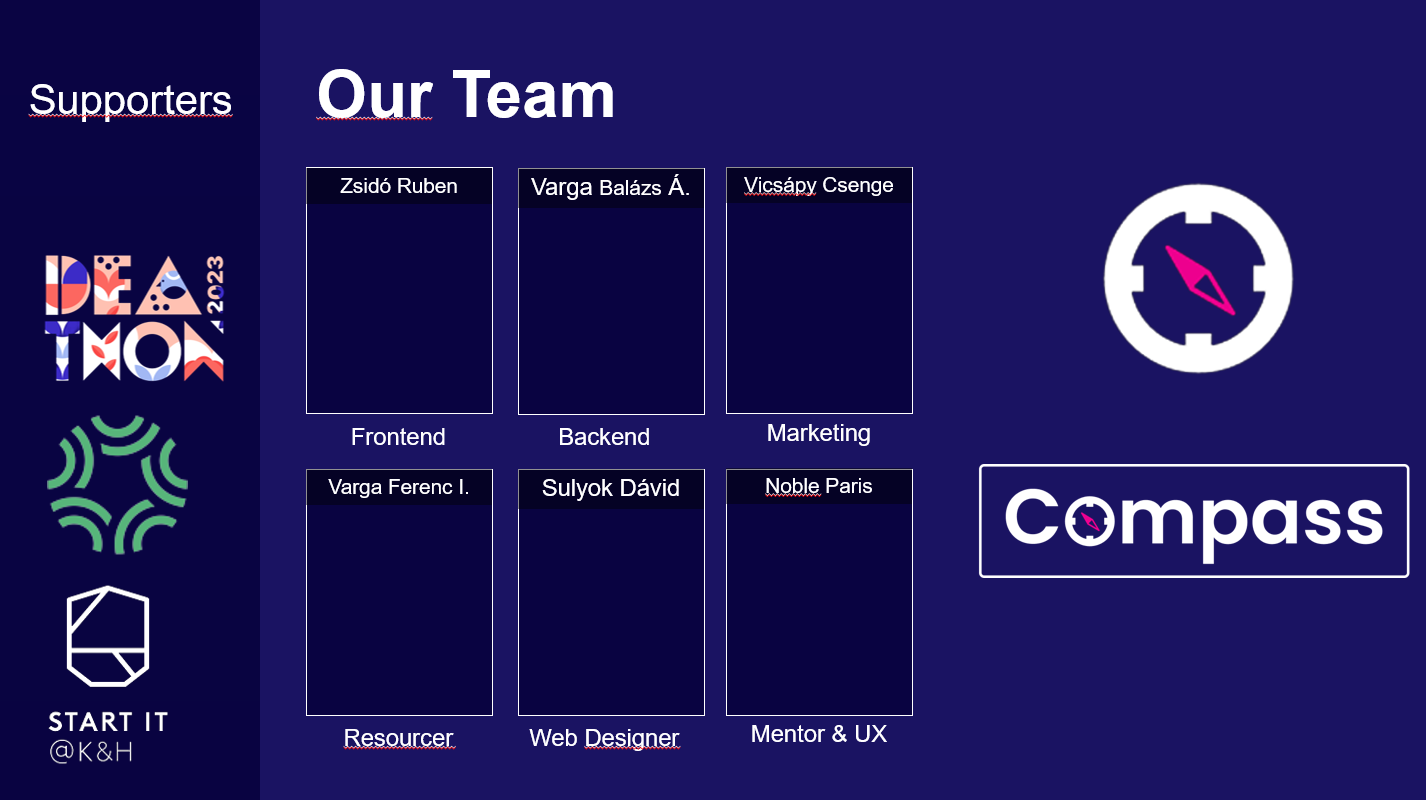 Supporters
Our Team
Zsidó Ruben
Varga Balázs Á.
Vicsápy Csenge
Frontend
Backend
Marketing
Varga Ferenc I.
Sulyok Dávid
Noble Paris
Resourcer
Web Designer
Mentor & UX
IDEA
THON
2023
START IT
@K&H
Compass